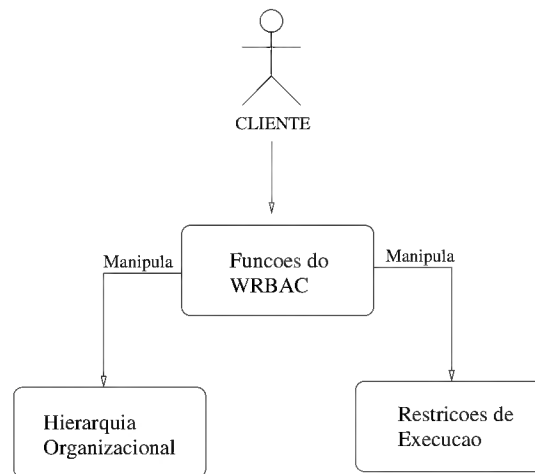 CLIENTE
Manipula
Funcoes do
WRBAC
Manipula
Hierarquia
Organizacional
Restricoes de
Execucao